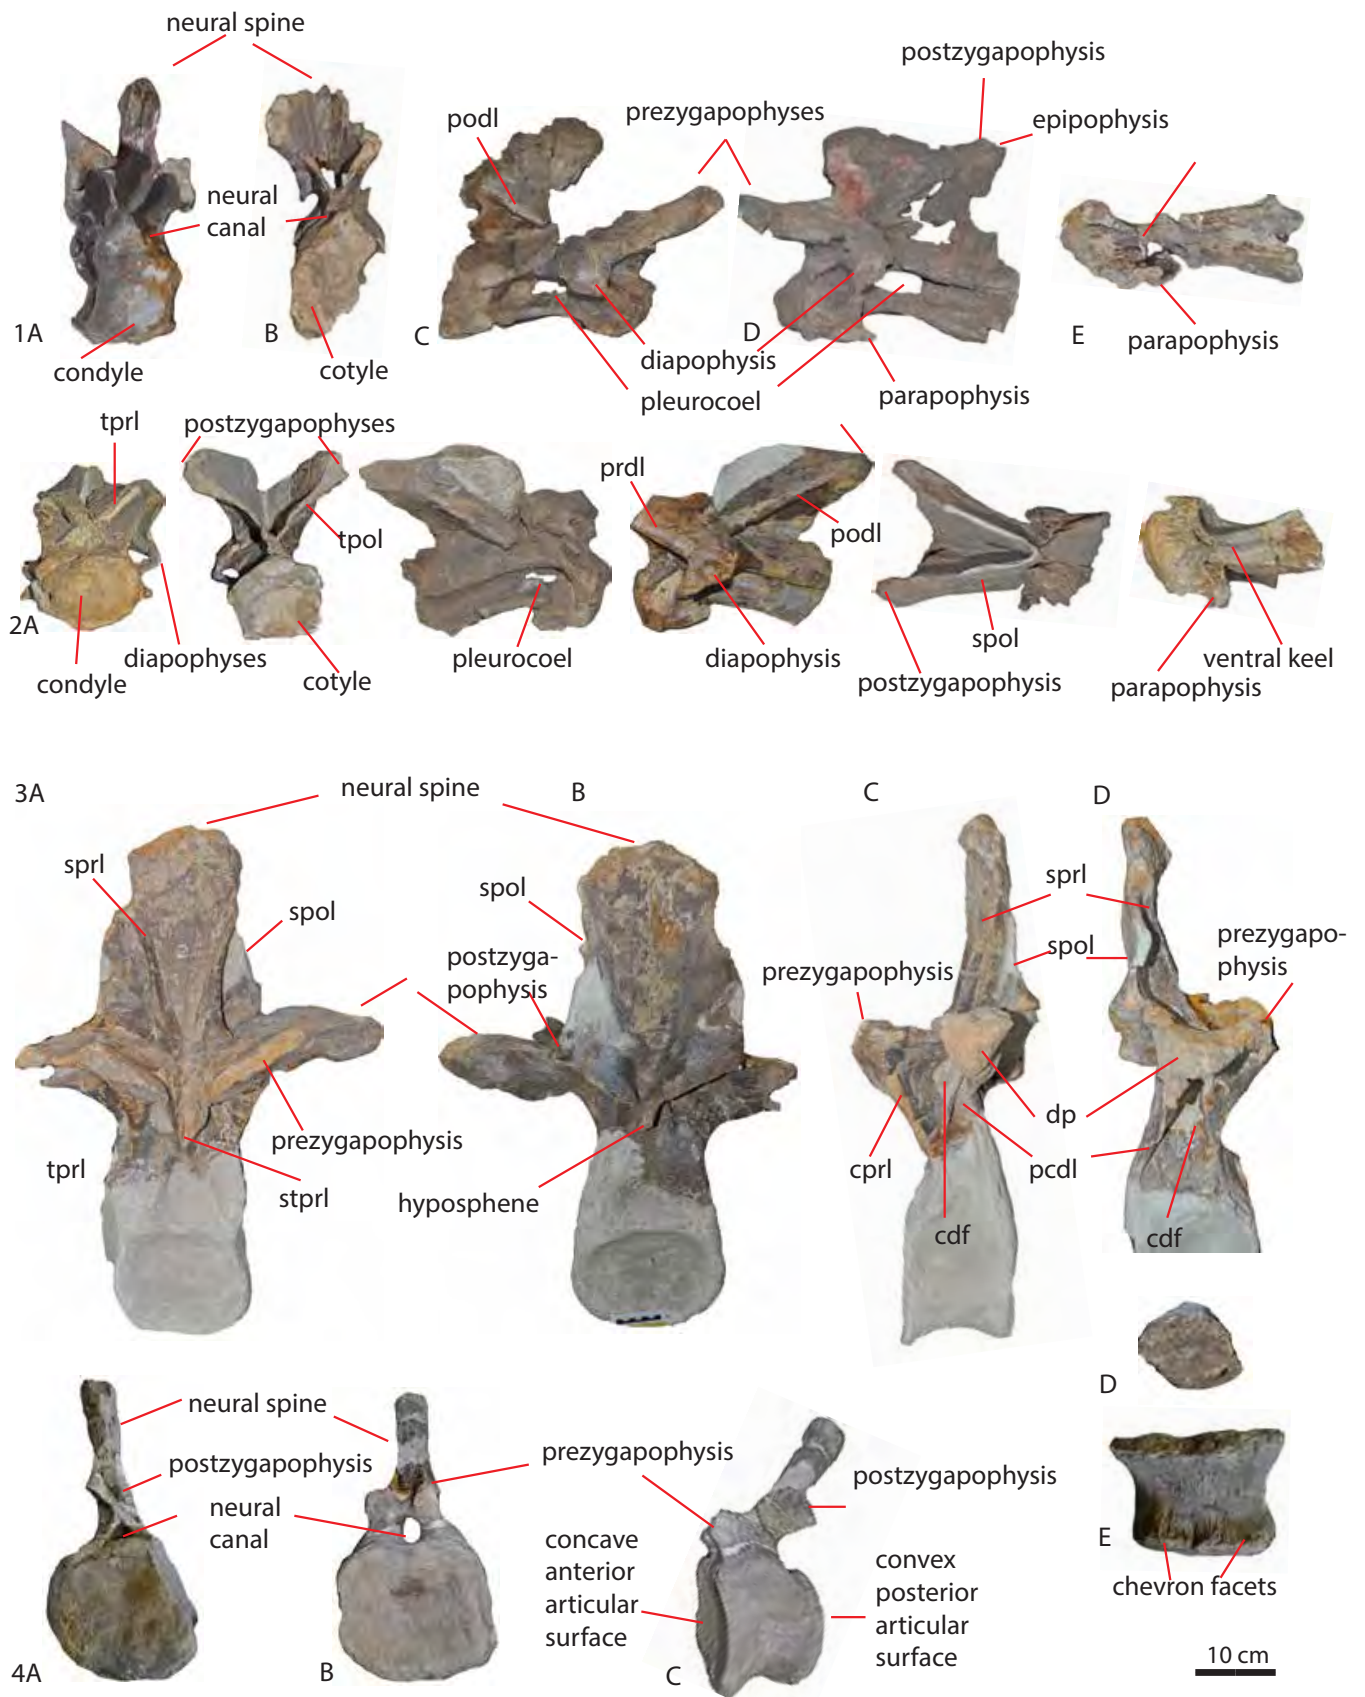 neural spine
postzygapophysis
podl
prezygapophyses
epipophysis
neural
canal
1A
B
C
D
E
condyle
cotyle
diapophysis
pleurocoel
parapophysis
parapophysis
tprl
postzygapophyses
prdl
tpol
podl
2A
condyle
diapophyses
cotyle
pleurocoel
diapophysis
spol
postzygapophysis
ventral keel
parapophysis
3A
neural spine
B
C
D
sprl
spol
spol
postzyga-
pophysis
sprl
spol
prezygapophysis
prezygapo-
physis
prezygapophysis
tprl
stprl
hyposphene
dp
cprl
pcdl
cdf
cdf
D
neural spine
postzygapophysis
neural
canal
prezygapophysis
postzygapophysis
concave
anterior
articular
surface
convex
posterior
articular
surface
E
chevron facets
4A
B
C
10 cm